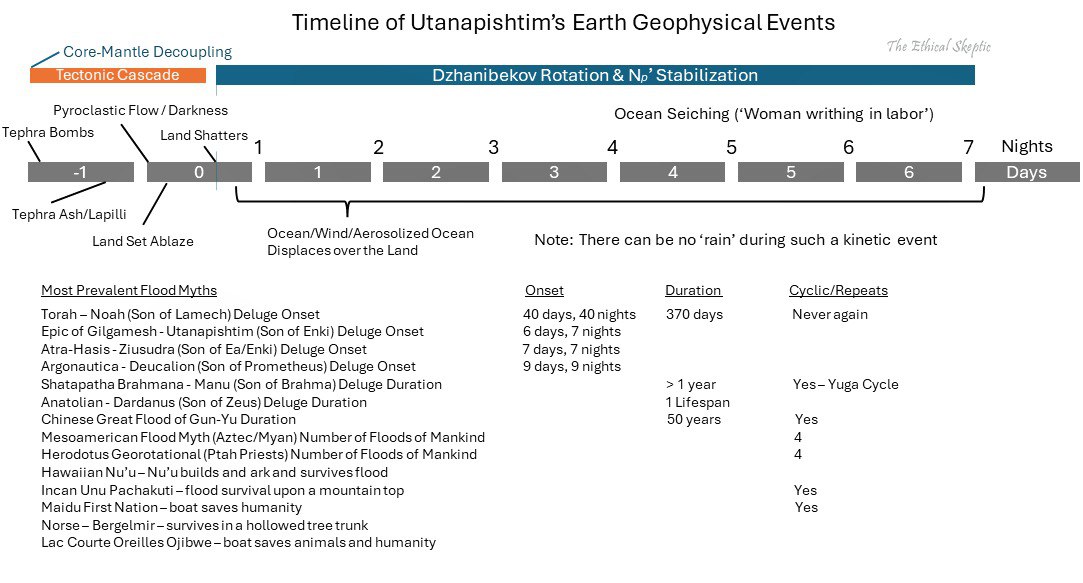 Timeline of Utanapishtim's Earth Geophysical Events
The Ethical Skeptic
Core-Mantle Decoupling
Tectonic Cascade
Dzhanibekov Rotation & Np' Stabilization
Pyroclastic Flow / Darkness
Ocean Seiching ('Woman writhing in labor')
Tephra Bombs
Land Shatters
1 2 3 4 5 6 7 Nights
-1 0 1 2 3 4 5 6 Days
Tephra Ash/Lapilli
Land Set Ablaze
Ocean/Wind/Aerosolized Ocean
Displaces over the Land
Note: There can be no 'rain' during such a kinetic event
Most Prevalent Flood Myths Onset Duration Cyclic/Repeats
Torah – Noah (Son of Lamech) Deluge Onset 40 days, 40 nights 370 days Never again
Epic of Gilgamesh - Utanapishtim (Son of Enki) Deluge Onset 6 days, 7 nights
Atra-Hasis - Ziusudra (Son of Ea/Enki) Deluge Onset 7 days, 7 nights
Argonautica - Deucalion (Son of Prometheus) Deluge Onset 9 days, 9 nights
Shatapatha Brahmana - Manu (Son of Brahma) Deluge Duration > 1 year Yes – Yuga Cycle
Anatolian - Dardanus (Son of Zeus) Deluge Duration 1 Lifespan
Chinese Great Flood of Gun-Yu Duration 50 years Yes
Mesoamerican Flood Myth (Aztec/Myan) Number of Floods of Mankind 4
Herodotus Georotational (Ptah Priests) Number of Floods of Mankind 4
Hawaiian Nu'u – Nu'u builds and ark and survives flood
Incan Unu Pachakuti – flood survival upon a mountain top Yes
Maidu First Nation – boat saves humanity Yes
Norse – Bergelmir – survives in a hollowed tree trunk
Lac Courte Oreilles Ojibwe – boat saves animals and humanity